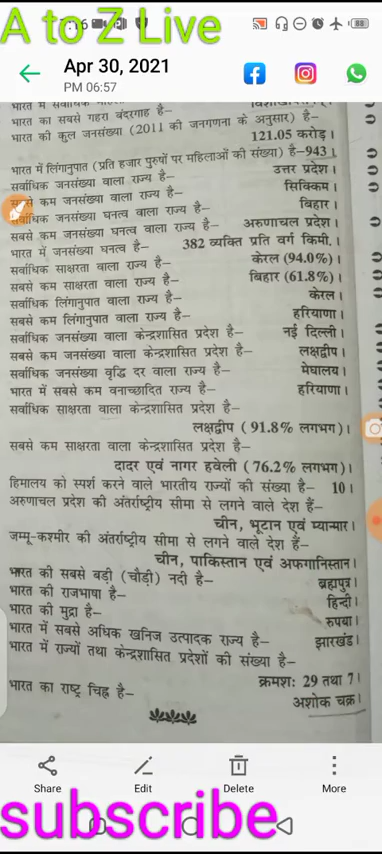 A to Z Live
Apr 30, 2021
PM 06:57
भारत का सबसे गहरा बंदरगाह है–
भारत की कुल जनसंख्या (2011 की जनगणना के अनुसार) है–
121.05 करोड़।
भारत में लिंगानुपात (प्रति हजार पुरुषों पर महिलाओं की संख्या) है–943।
सर्वाधिक जनसंख्या वाला राज्य है– उत्तर प्रदेश।
सबसे कम जनसंख्या वाला राज्य है– सिक्किम।
सर्वाधिक जनसंख्या घनत्व वाला राज्य है– बिहार।
सबसे कम जनसंख्या घनत्व वाला राज्य है– अरुणाचल प्रदेश।
भारत में जनसंख्या घनत्व है– 382 व्यक्ति प्रति वर्ग किमी.।
सर्वाधिक साक्षरता वाला राज्य है– केरल (94.0%)।
सबसे कम साक्षरता वाला राज्य है– बिहार (61.8%)।
सर्वाधिक लिंगानुपात वाला राज्य है– केरल।
सबसे कम लिंगानुपात वाला राज्य है– हरियाणा।
सर्वाधिक जनसंख्या वाला केन्द्रशासित प्रदेश है– नई दिल्ली।
सबसे कम जनसंख्या वाला केन्द्रशासित प्रदेश है– लक्षद्वीप।
सर्वाधिक जनसंख्या वृद्धि दर वाला राज्य है– मेघालय।
भारत में सबसे कम वनाच्छादित राज्य है– हरियाणा।
सर्वाधिक साक्षरता वाला केन्द्रशासित प्रदेश है–
लक्षद्वीप (91.8% लगभग)।
सबसे कम साक्षरता वाला केन्द्रशासित प्रदेश है–
दादर एवं नागर हवेली (76.2% लगभग)।
हिमालय को स्पर्श करने वाले भारतीय राज्यों की संख्या है– 10।
अरुणाचल प्रदेश की अंतर्राष्ट्रीय सीमा से लगने वाले देश हैं–
चीन, भूटान एवं म्यान्मार।
जम्मू-कश्मीर की अंतर्राष्ट्रीय सीमा से लगने वाले देश हैं–
चीन, पाकिस्तान एवं अफगानिस्तान।
भारत की सबसे बड़ी (चौड़ी) नदी है– ब्रह्मपुत्र।
भारत की राजभाषा है– हिन्दी।
भारत की मुद्रा है– रुपया।
भारत में सबसे अधिक खनिज उत्पादक राज्य है– झारखंड।
भारत में राज्यों तथा केन्द्रशासित प्रदेशों की संख्या है–
क्रमशः 29 तथा 7।
भारत का राष्ट्र चिह्न है– अशोक चक्र।
Share Edit Delete More
subscribe